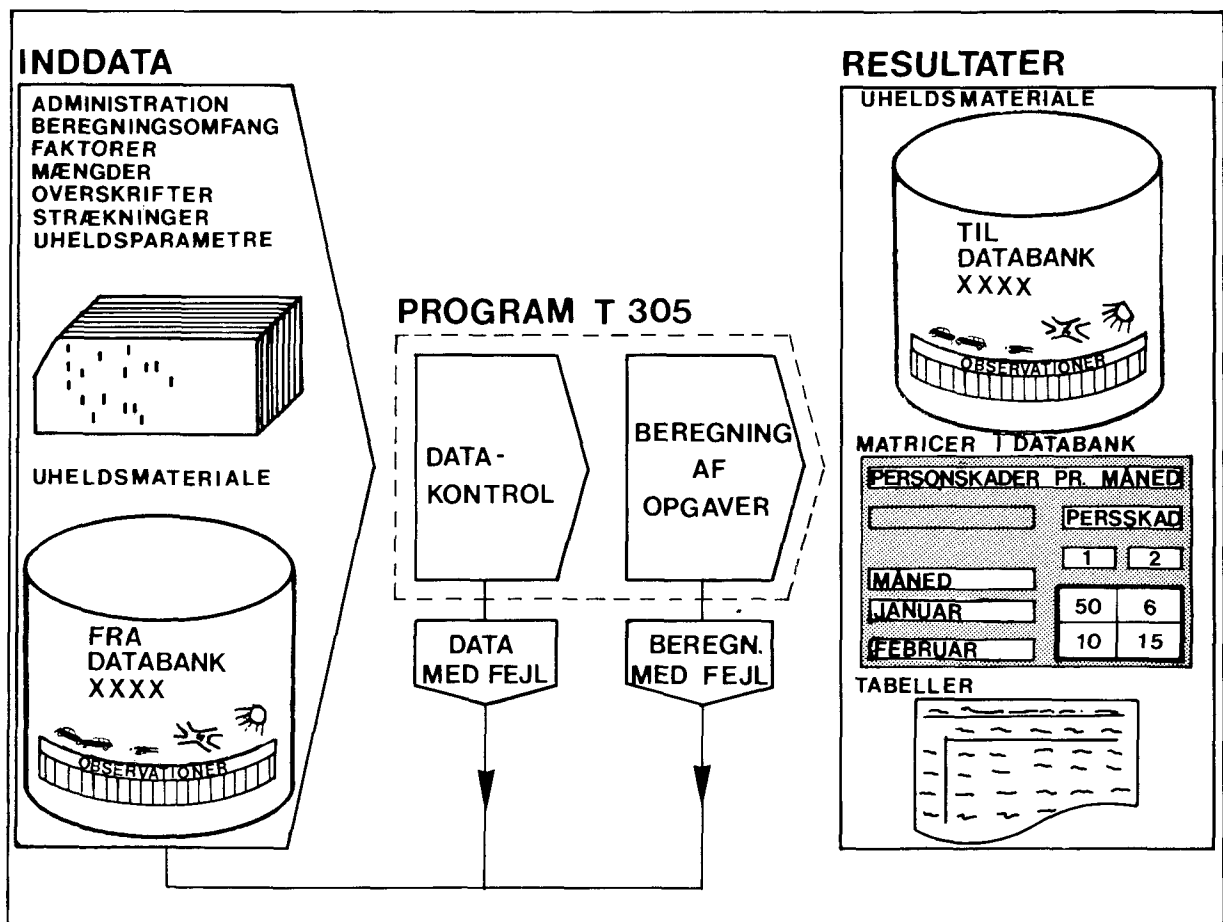 INDDATA
ADMINISTRATION
BEREGNINGSOMFANG
FAKTORER
MÆNGDER
OVERSKRIFTER
STRÆKNINGER
UHELDSPARAMETRE
UHELDSMATERIALE
FRA
DATABANK
XXXX
OBSERVATIONER
PROGRAM T 305
DATA-
KONTROL
BEREGNING
AF
OPGAVER
DATA
MED FEJL
BEREGN.
MED FEJL
RESULTATER
UHELDSMATERIALE
TIL
DATABANK
XXXX
OBSERVATIONER
MATRICER I DATABANK
PERSONSKADER PR. MÅNED
PERSSKAD
1 2
MÅNED
JANUAR 50 6
FEBRUAR 10 15
TABELLER